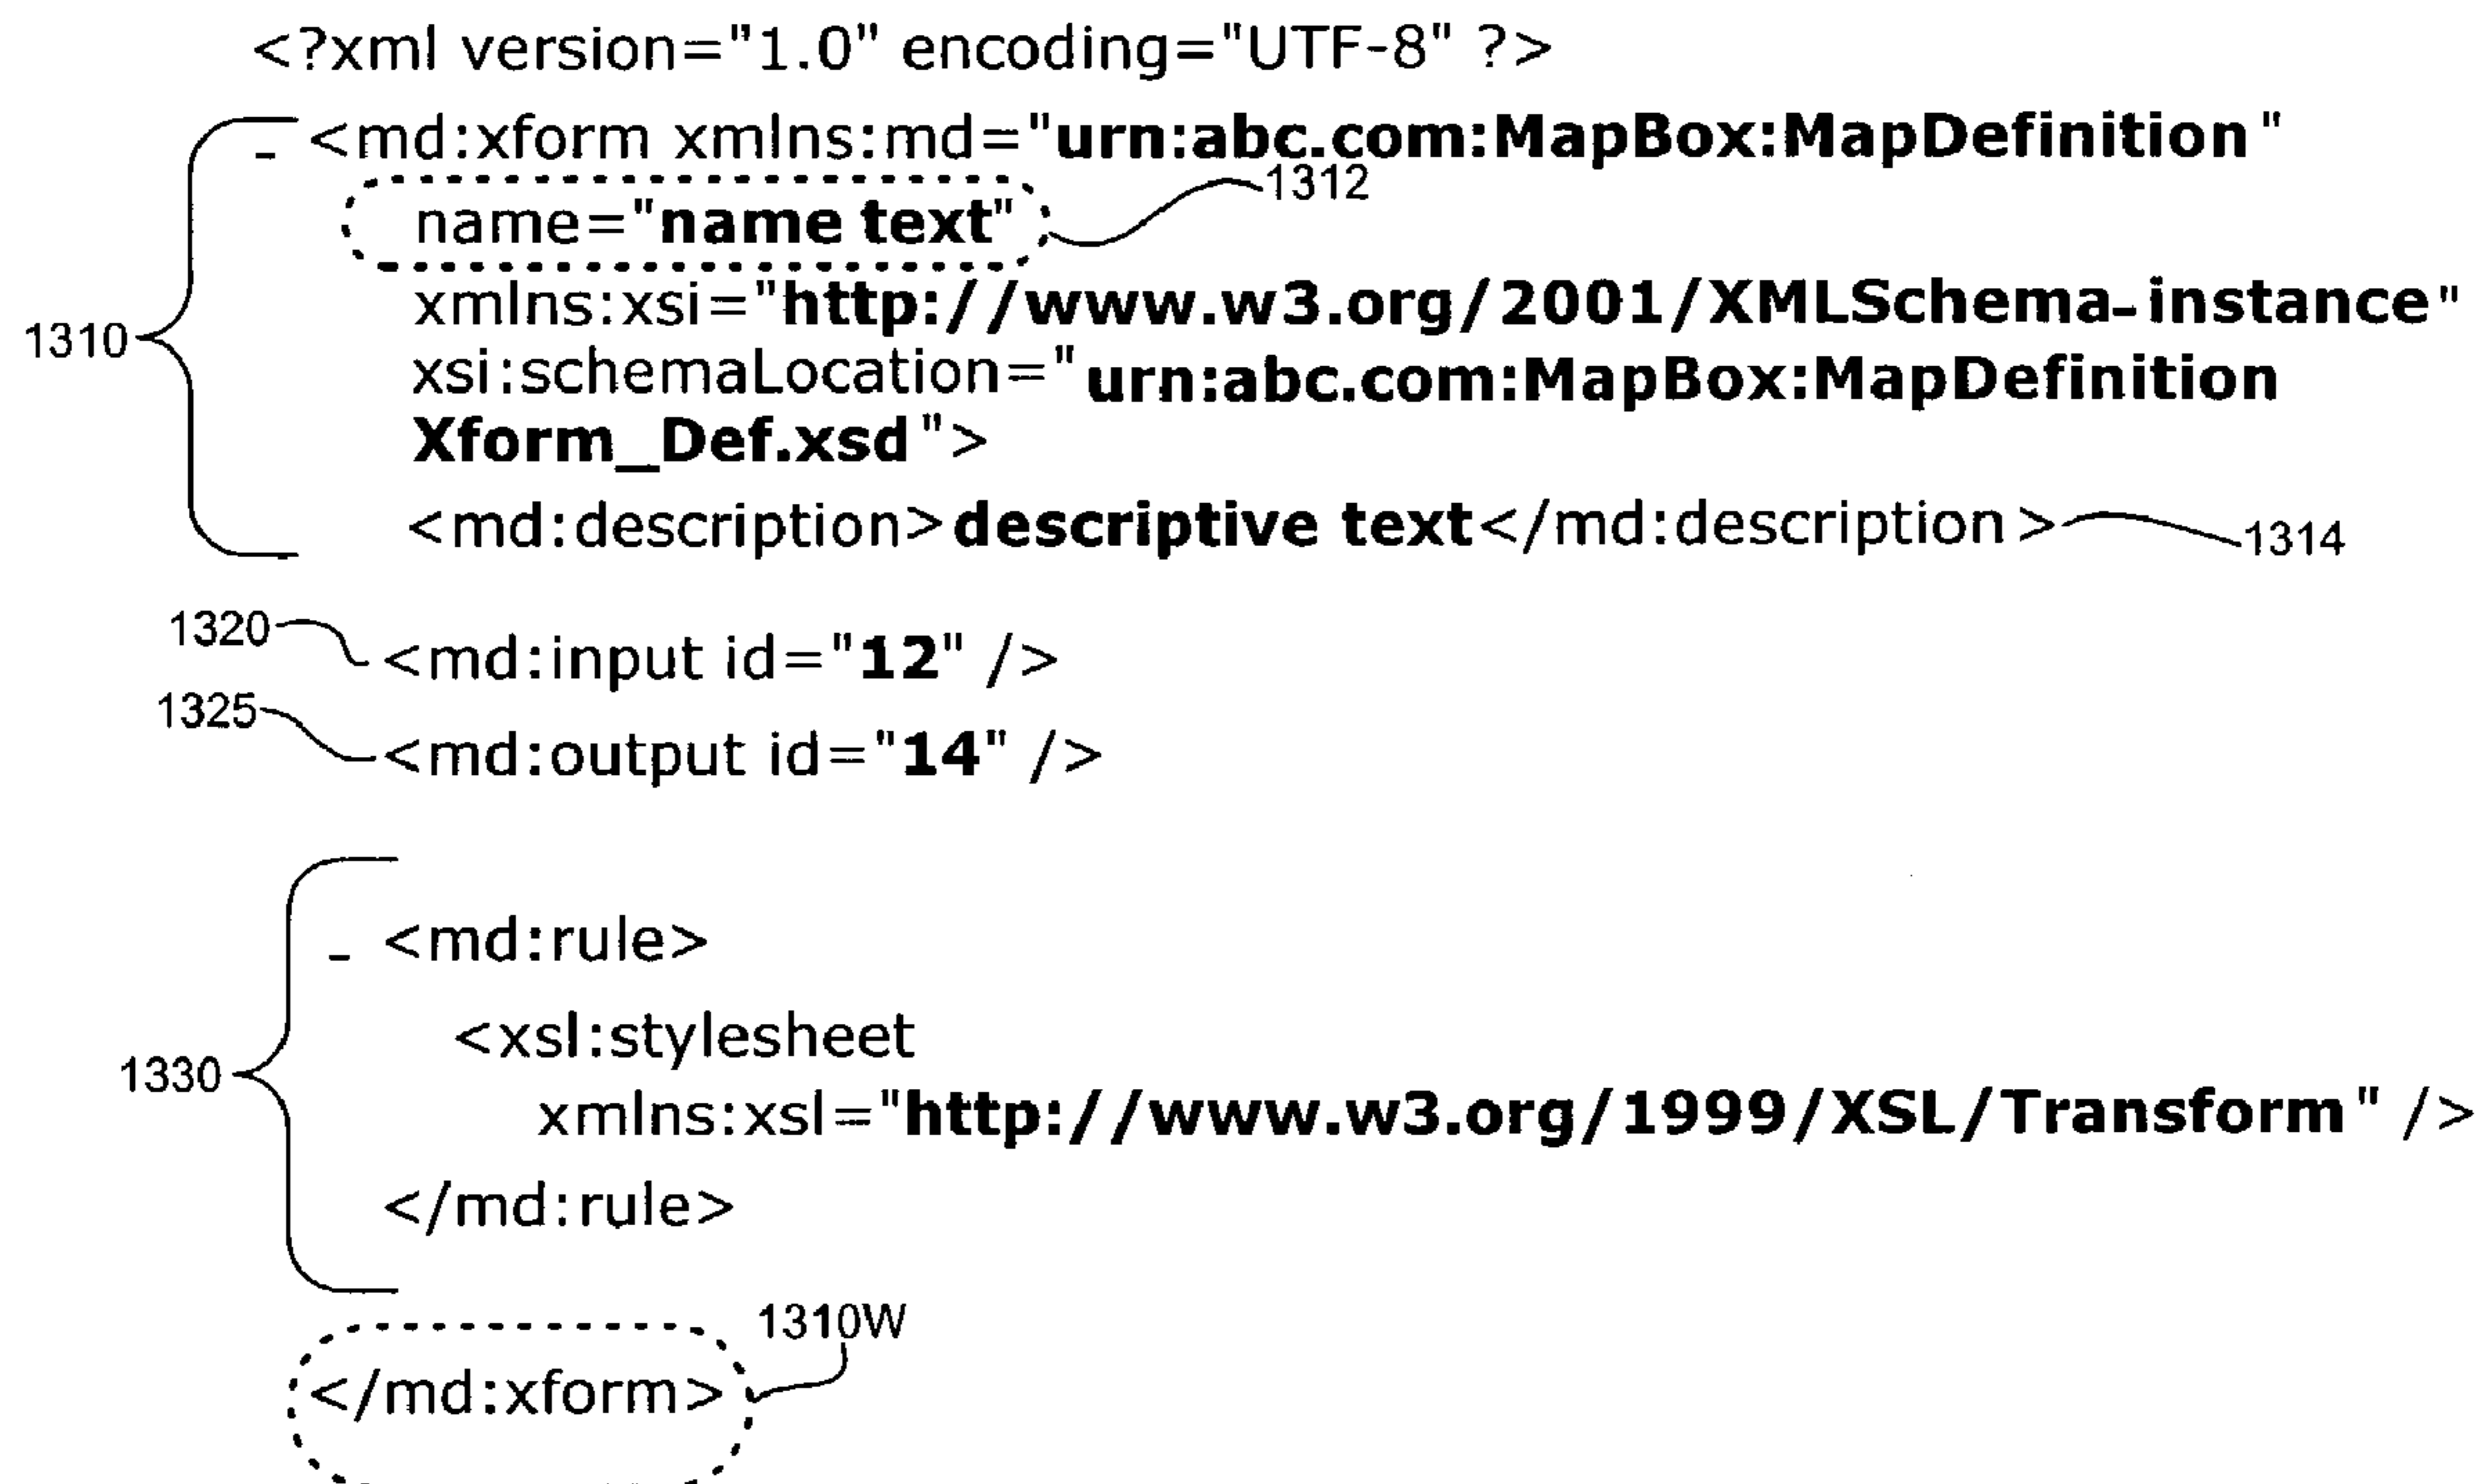 <?xml version="1.0" encoding="UTF-8" ?>
- <md:xform xmlns:md="urn:abc.com:MapBox:MapDefinition"
1312
name="name text"
xmlns:xsi="http://www.w3.org/2001/XMLSchema-instance"
1310
xsi:schemaLocation="urn:abc.com:MapBox:MapDefinition
Xform_Def.xsd">
<md:description>descriptive text</md:description>
1314
1320
<md:input id="12" />
1325
<md:output id="14" />
- <md:rule>
<xsl:stylesheet
1330
xmlns:xsl="http://www.w3.org/1999/XSL/Transform" />
</md:rule>
1310W
</md:xform>